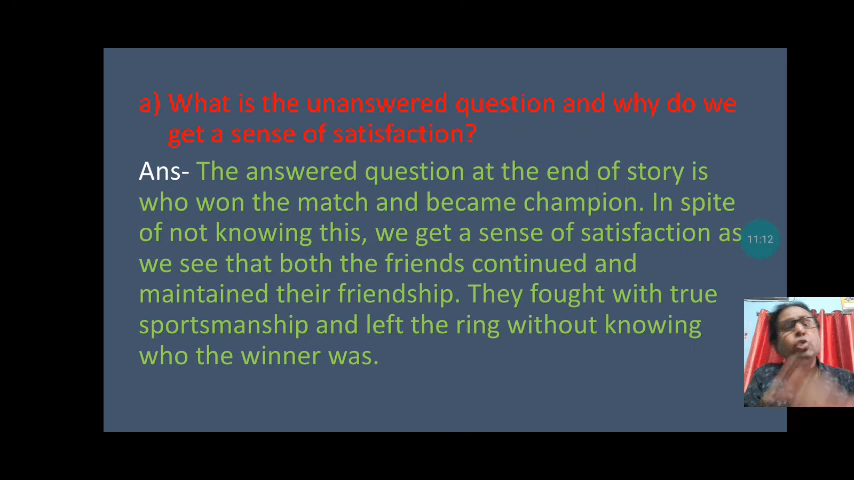 a) What is the unanswered question and why do we
get a sense of satisfaction?
Ans- The answered question at the end of story is
who won the match and became champion. In spite
of not knowing this, we get a sense of satisfaction as
11:12
we see that both the friends continued and
maintained their friendship. They fought with true
sportsmanship and left the ring without knowing
who the winner was.